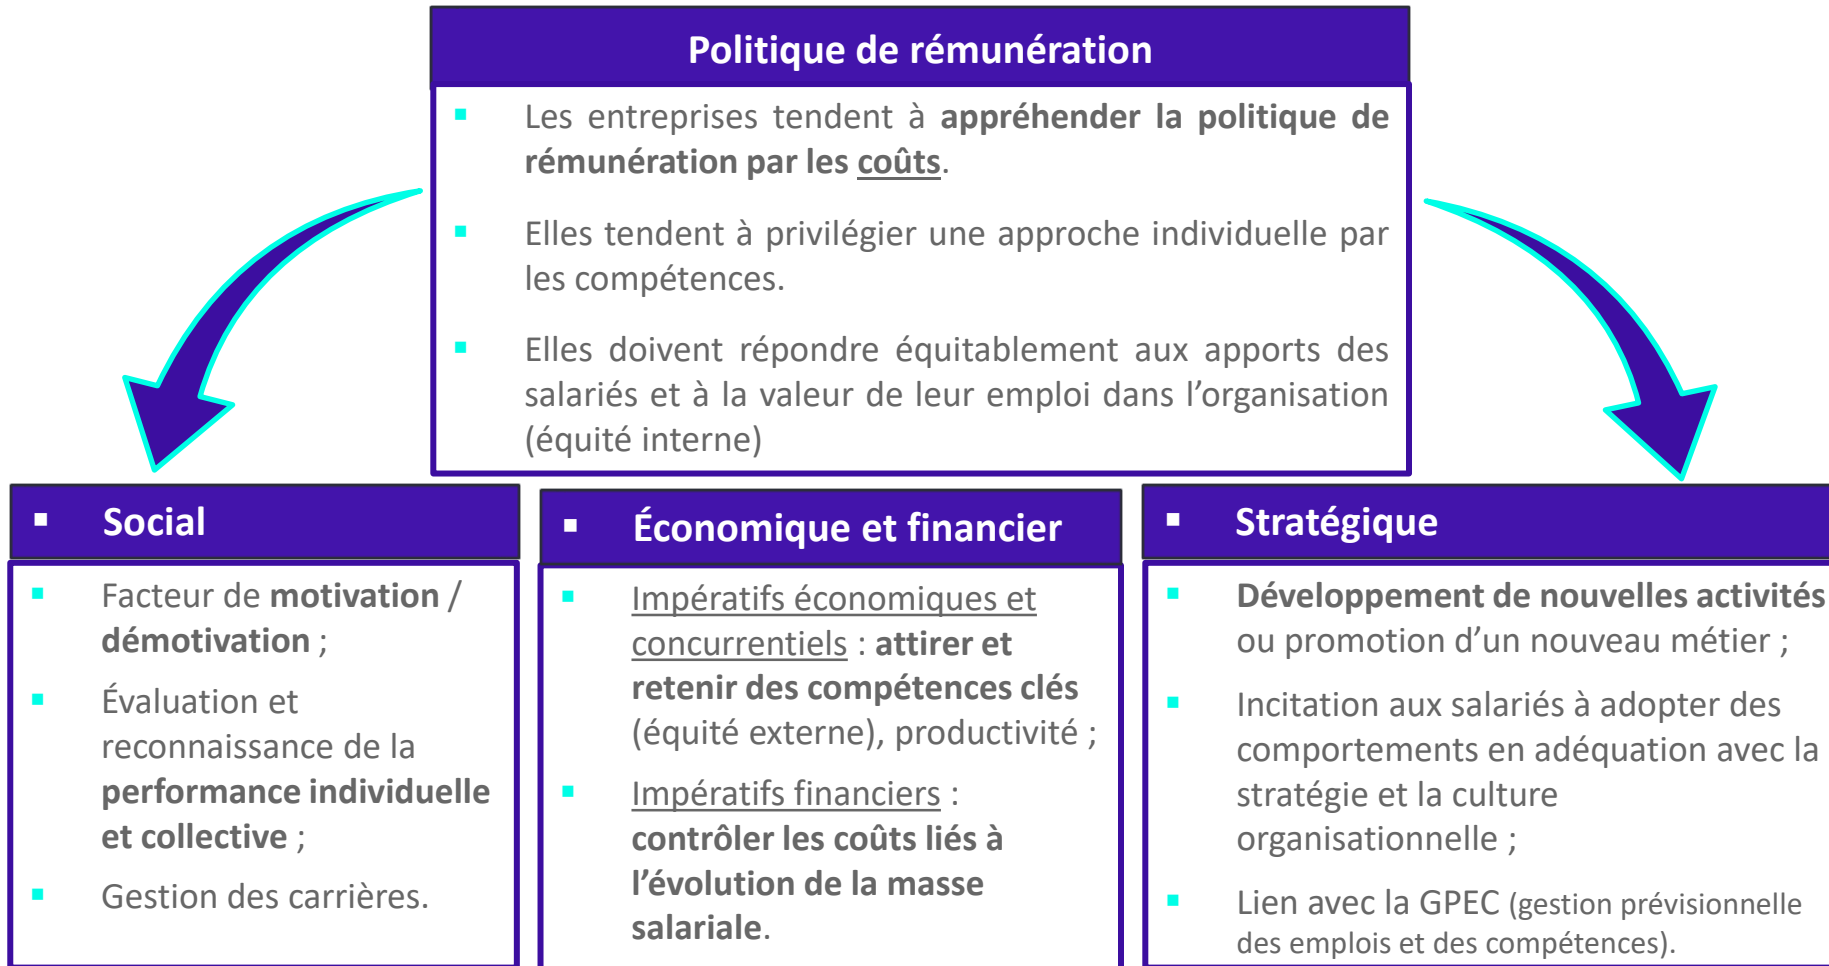 Politique de rémunération
▪ Les entreprises tendent à appréhender la politique de
rémunération par les coûts.
▪ Elles tendent à privilégier une approche individuelle par
les compétences.
▪ Elles doivent répondre équitablement aux apports des
salariés et à la valeur de leur emploi dans l’organisation
(équité interne)
▪ Social
▪ Facteur de motivation /
démotivation ;
▪ Évaluation et
reconnaissance de la
performance individuelle
et collective ;
▪ Gestion des carrières.
▪ Économique et financier
▪ Impératifs économiques et
concurrentiels : attirer et
retenir des compétences clés
(équité externe), productivité ;
▪ Impératifs financiers :
contrôler les coûts liés à
l’évolution de la masse
salariale.
▪ Stratégique
▪ Développement de nouvelles activités
ou promotion d’un nouveau métier ;
▪ Incitation aux salariés à adopter des
comportements en adéquation avec la
stratégie et la culture
organisationnelle ;
▪ Lien avec la GPEC (gestion prévisionnelle
des emplois et des compétences).